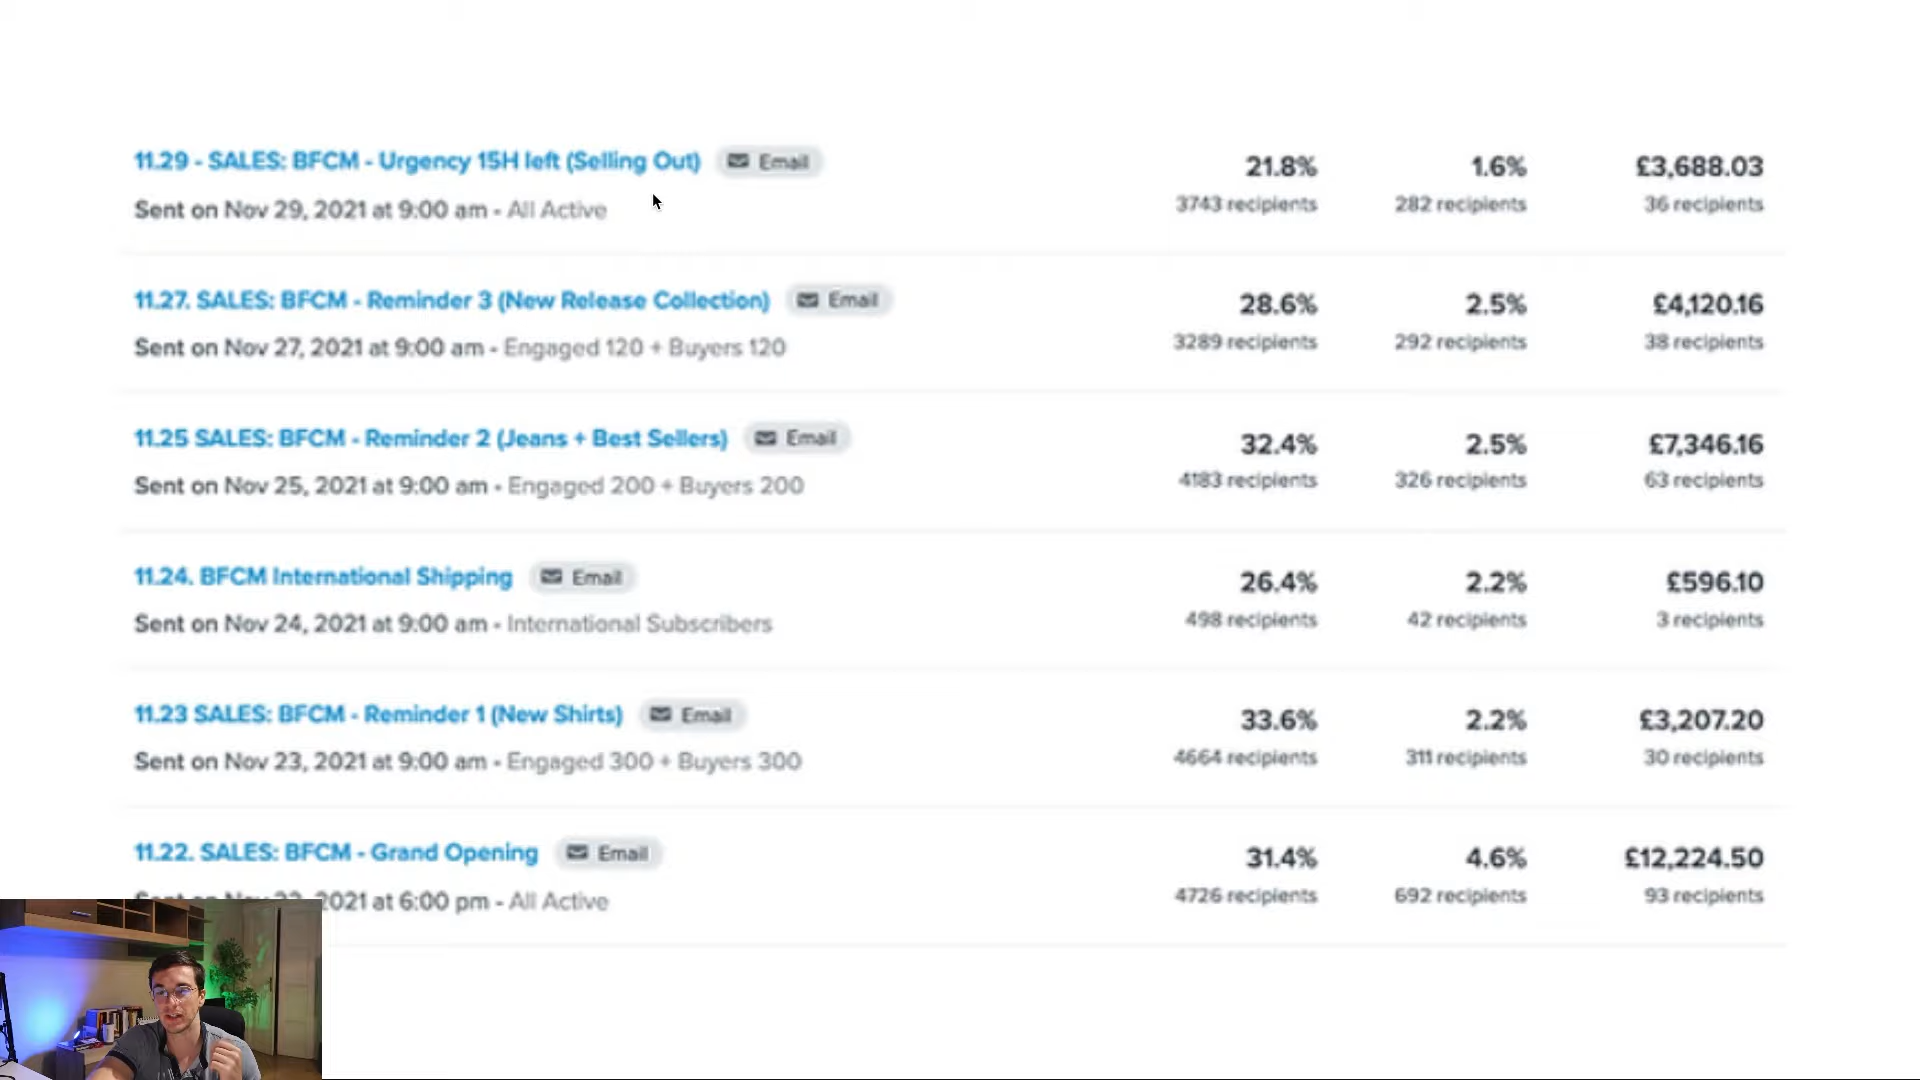 11.29 - SALES: BFCM - Urgency 15H left (Selling Out) Email 21.8% 1.6% £3,688.03
Sent on Nov 29, 2021 at 9:00 am - All Active 3743 recipients 282 recipients 36 recipients
11.27. SALES: BFCM - Reminder 3 (New Release Collection) Email 28.6% 2.5% £4,120.16
Sent on Nov 27, 2021 at 9:00 am - Engaged 120 + Buyers 120 3289 recipients 292 recipients 38 recipients
11.25 SALES: BFCM - Reminder 2 (Jeans + Best Sellers) Email 32.4% 2.5% £7,346.16
Sent on Nov 25, 2021 at 9:00 am - Engaged 200 + Buyers 200 4183 recipients 326 recipients 63 recipients
11.24. BFCM International Shipping Email 26.4% 2.2% £596.10
Sent on Nov 24, 2021 at 9:00 am - International Subscribers 498 recipients 42 recipients 3 recipients
11.23 SALES: BFCM - Reminder 1 (New Shirts) Email 33.6% 2.2% £3,207.20
Sent on Nov 23, 2021 at 9:00 am - Engaged 300 + Buyers 300 4664 recipients 311 recipients 30 recipients
11.22. SALES: BFCM - Grand Opening Email 31.4% 4.6% £12,224.50
2021 at 6:00 pm - All Active 4726 recipients 692 recipients 93 recipients